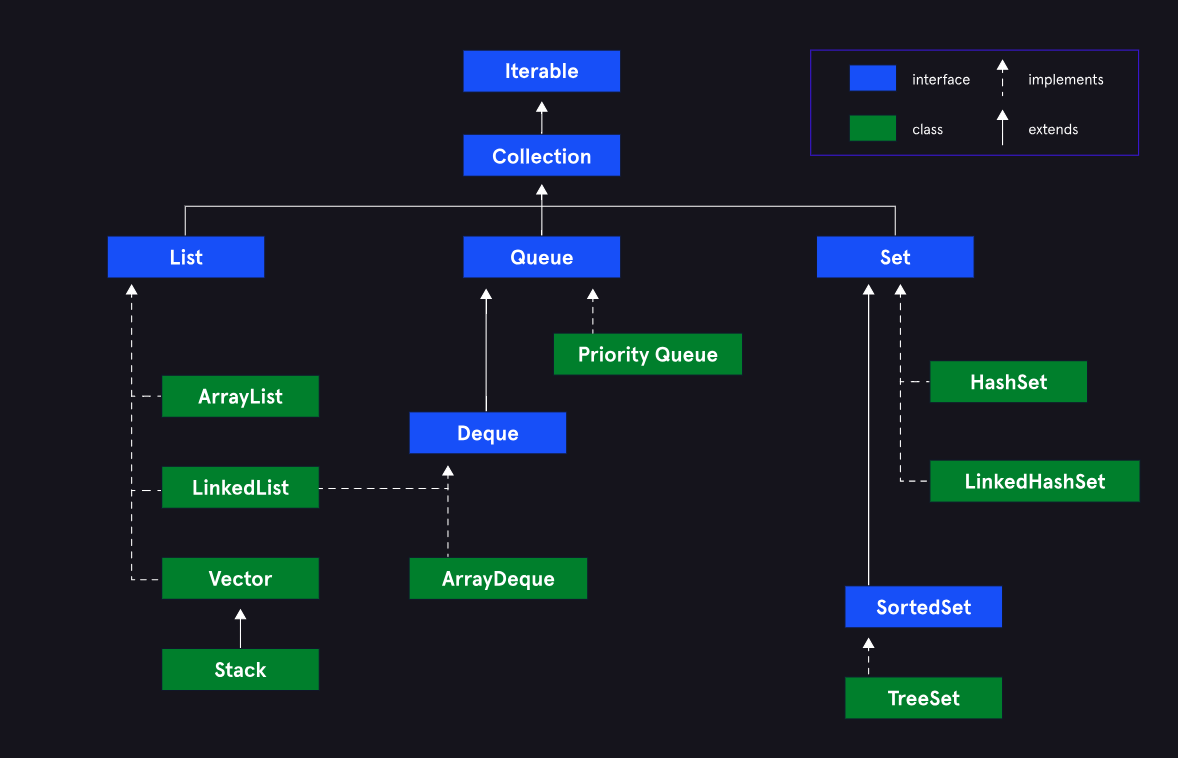 Iterable
interface
implements
class
extends
Collection
List
Queue
Set
Priority Queue
HashSet
ArrayList
Deque
LinkedList
LinkedHashSet
Vector
ArrayDeque
SortedSet
Stack
TreeSet